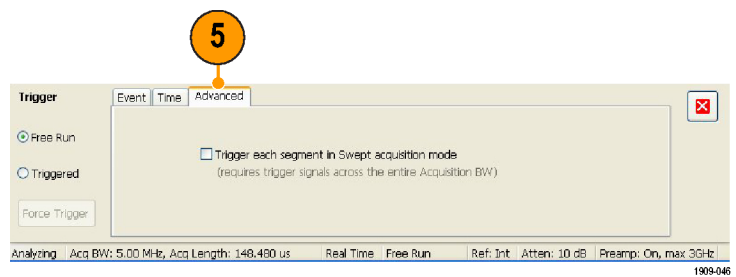 5
Trigger
Event Time Advanced
Free Run
Trigger each segment in Swept acquisition mode
(requires trigger signals across the entire Acquisition BW)
Triggered
Force Trigger
Analyzing Acq BW: 5.00 MHz, Acq Length: 148.480 us Real Time Free Run Ref: Int Atten: 10 dB Preamp: On, max 3GHz
1909-046